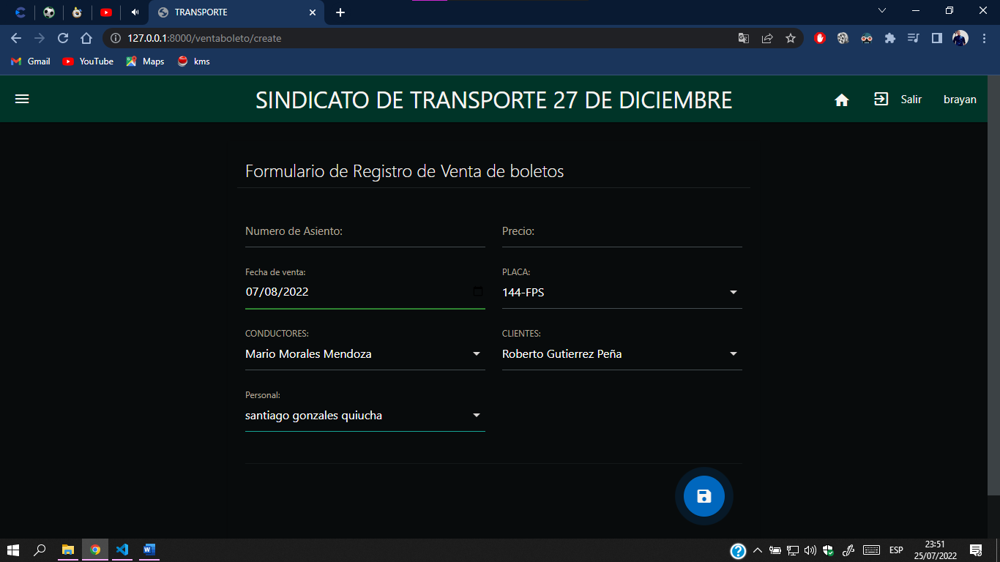 TRANSPORTE
127.0.0.1:8000/ventaboleto/create
Gmail YouTube Maps kms
SINDICATO DE TRANSPORTE 27 DE DICIEMBRE Salir brayan
Formulario de Registro de Venta de boletos
Numero de Asiento: Precio:
Fecha de venta: PLACA:
07/08/2022 144-FPS
CONDUCTORES: CLIENTES:
Mario Morales Mendoza Roberto Gutierrez Peña
Personal:
santiago gonzales quiucha
ESP 23:51
25/07/2022